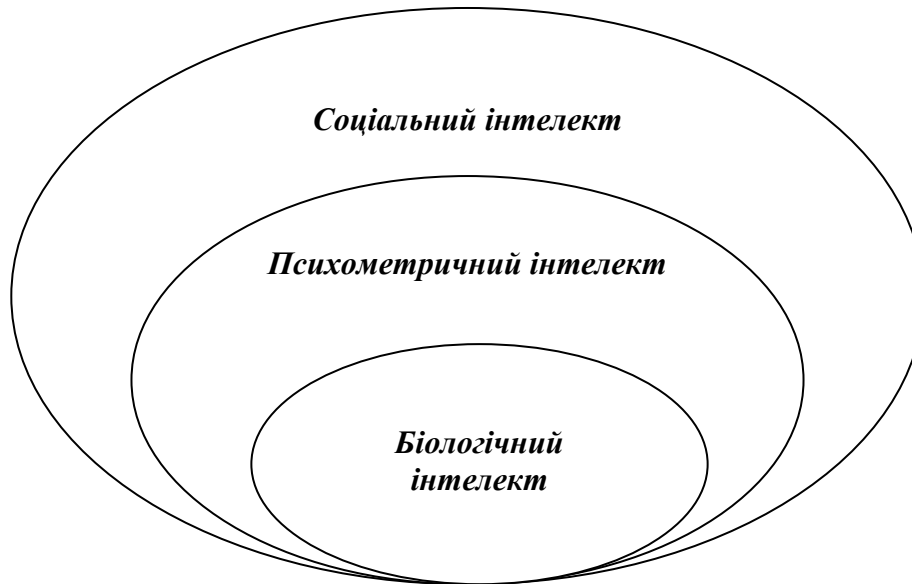 Соціальний інтелект
Психометричний інтелект
Біологічний
інтелект